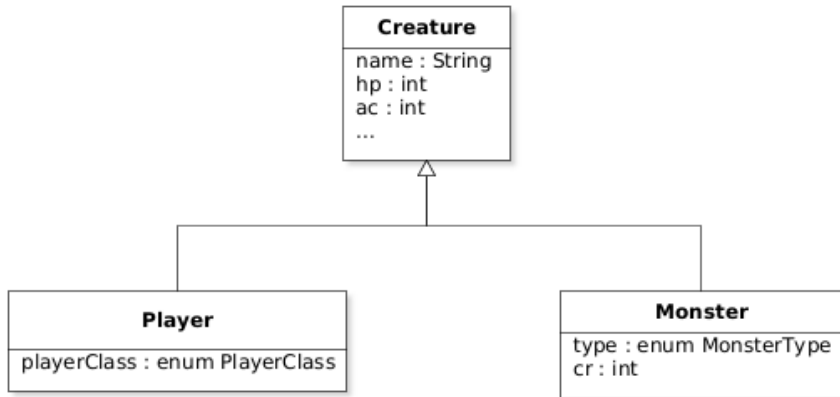 Creature
name : String
hp : int
ac : int
...
Player
playerClass : enum PlayerClass
Monster
type : enum MonsterType
cr : int